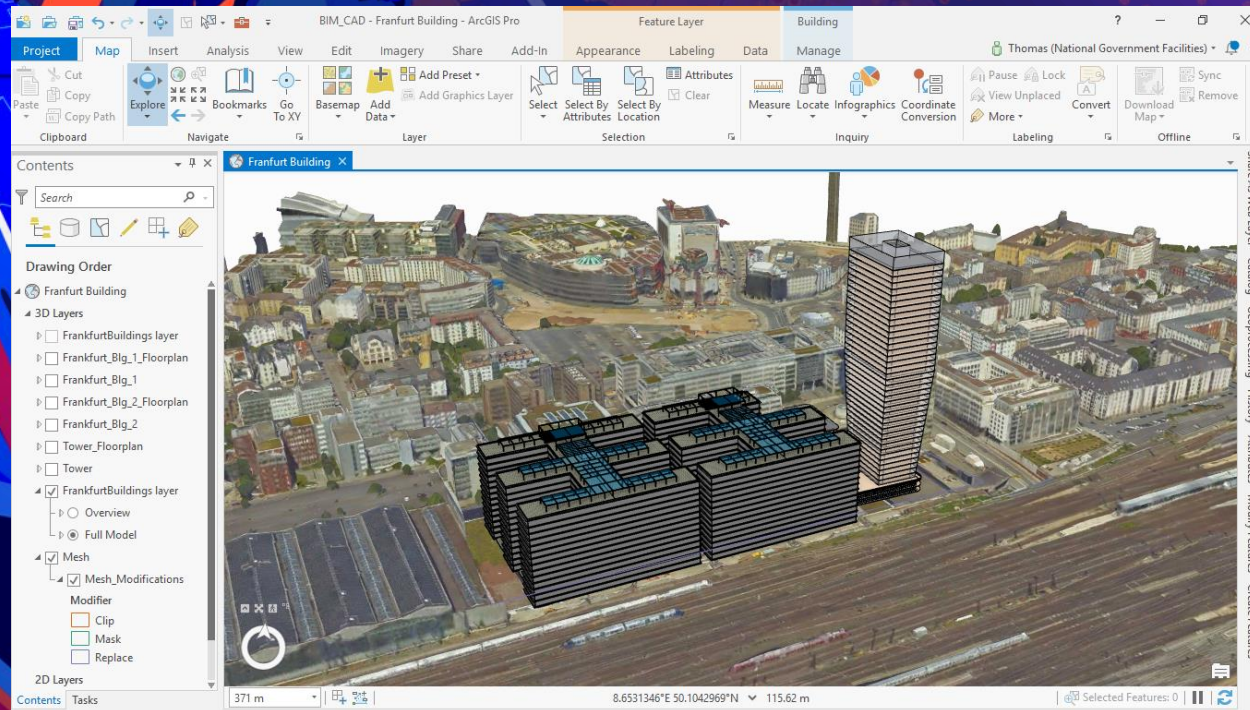 BIM_CAD - Franfurt Building - ArcGIS Pro
Feature Layer
Building
?
Project Map Insert Analysis View Edit Imagery Share Add-In Appearance Labeling Data Manage
Thomas (National Government Facilities)
Paste
Cut
Copy
Copy Path
Clipboard
Explore
Bookmarks
Go To XY
Navigate
Basemap
Add Data
Add Preset
Add Graphics Layer
Layer
Select
Select By Attributes
Select By Location
Attributes
Clear
Selection
Measure
Locate
Infographics
Coordinate Conversion
Inquiry
Pause
Lock
View Unplaced
More
Convert
Labeling
Download Map
Sync
Remove
Offline
Contents
Search
Drawing Order
Franfurt Building
3D Layers
FrankfurtBuildings layer
Frankfurt_Blg_1_Floorplan
Frankfurt_Blg_1
Frankfurt_Blg_2_Floorplan
Frankfurt_Blg_2
Tower_Floorplan
Tower
FrankfurtBuildings layer
Overview
Full Model
Mesh
Mesh_Modifications
Modifier
Clip
Mask
Replace
2D Layers
Contents Tasks
Franfurt Building
371 m
8.6531346°E 50.1042969°N
115.62 m
Selected Features: 0